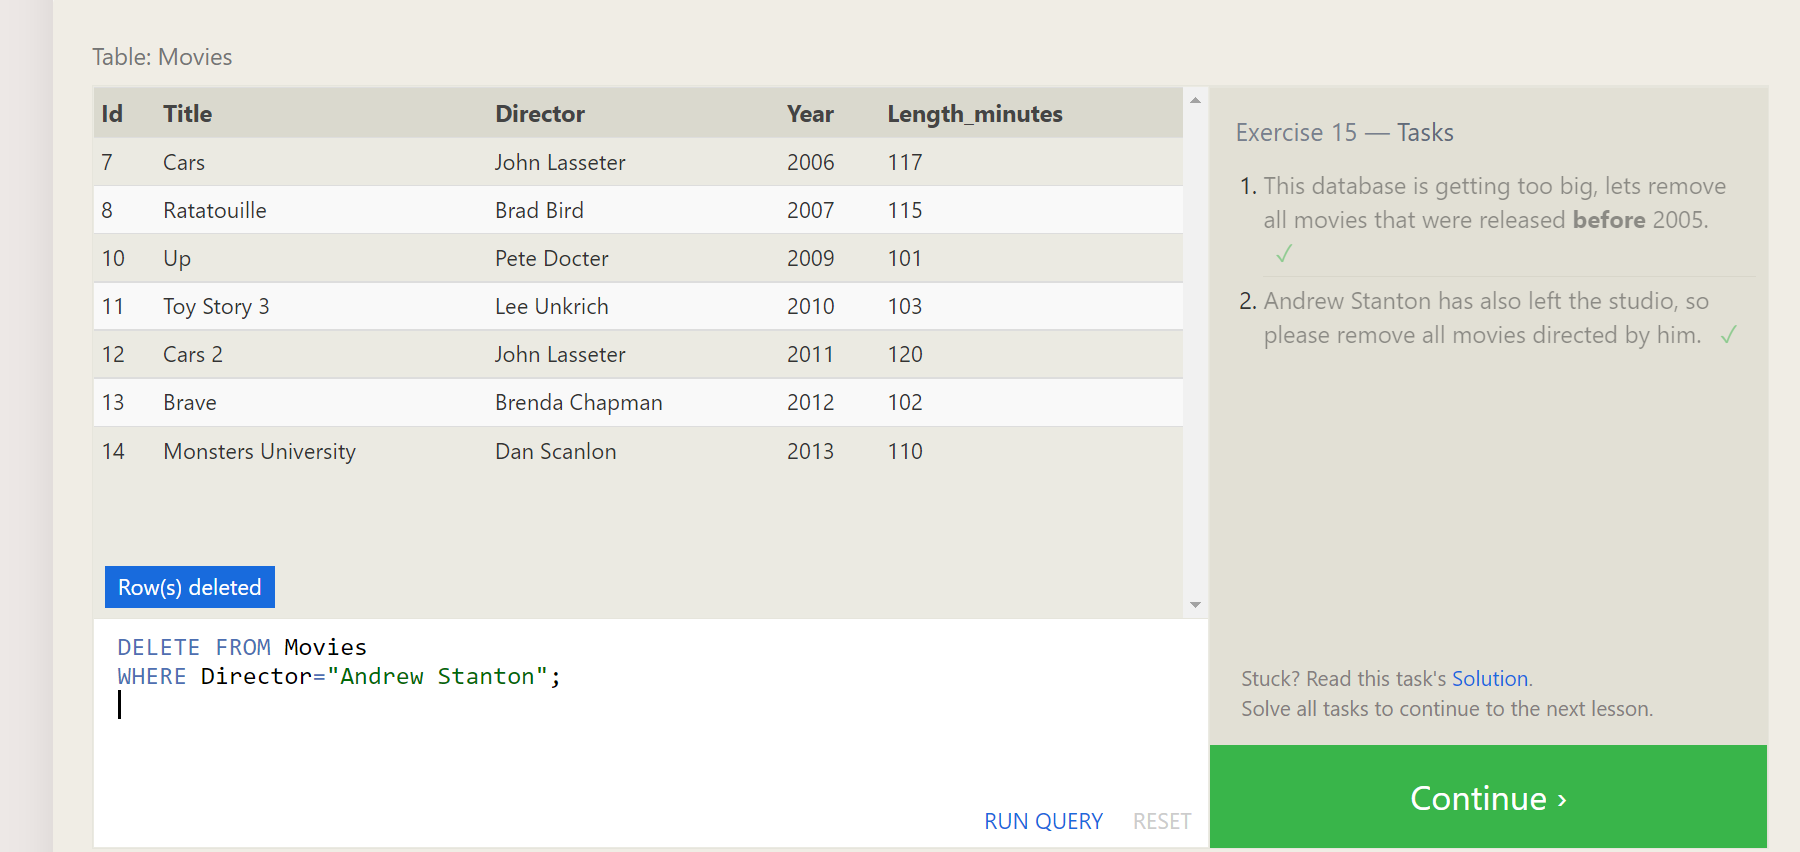 Table: Movies
Id Title Director Year Length_minutes
7 Cars John Lasseter 2006 117
8 Ratatouille Brad Bird 2007 115
10 Up Pete Docter 2009 101
11 Toy Story 3 Lee Unkrich 2010 103
12 Cars 2 John Lasseter 2011 120
13 Brave Brenda Chapman 2012 102
14 Monsters University Dan Scanlon 2013 110
Row(s) deleted
DELETE FROM Movies
WHERE Director="Andrew Stanton";
RUN QUERY RESET
Exercise 15 — Tasks
1. This database is getting too big, lets remove
all movies that were released before 2005.
✓
2. Andrew Stanton has also left the studio, so
please remove all movies directed by him. ✓
Stuck? Read this task's Solution.
Solve all tasks to continue to the next lesson.
Continue ›